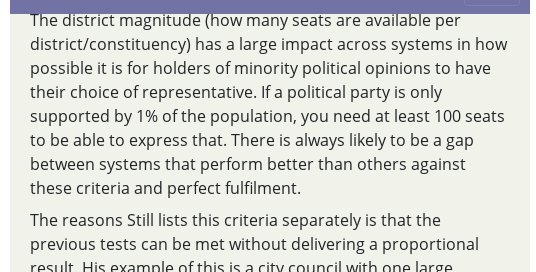 The district magnitude (how many seats are available per
district/constituency) has a large impact across systems in how
possible it is for holders of minority political opinions to have
their choice of representative. If a political party is only
supported by 1% of the population, you need at least 100 seats
to be able to express that. There is always likely to be a gap
between systems that perform better than others against
these criteria and perfect fulfilment.
The reasons Still lists this criteria separately is that the
previous tests can be met without delivering a proportional
result. His example of this is a city council with one large